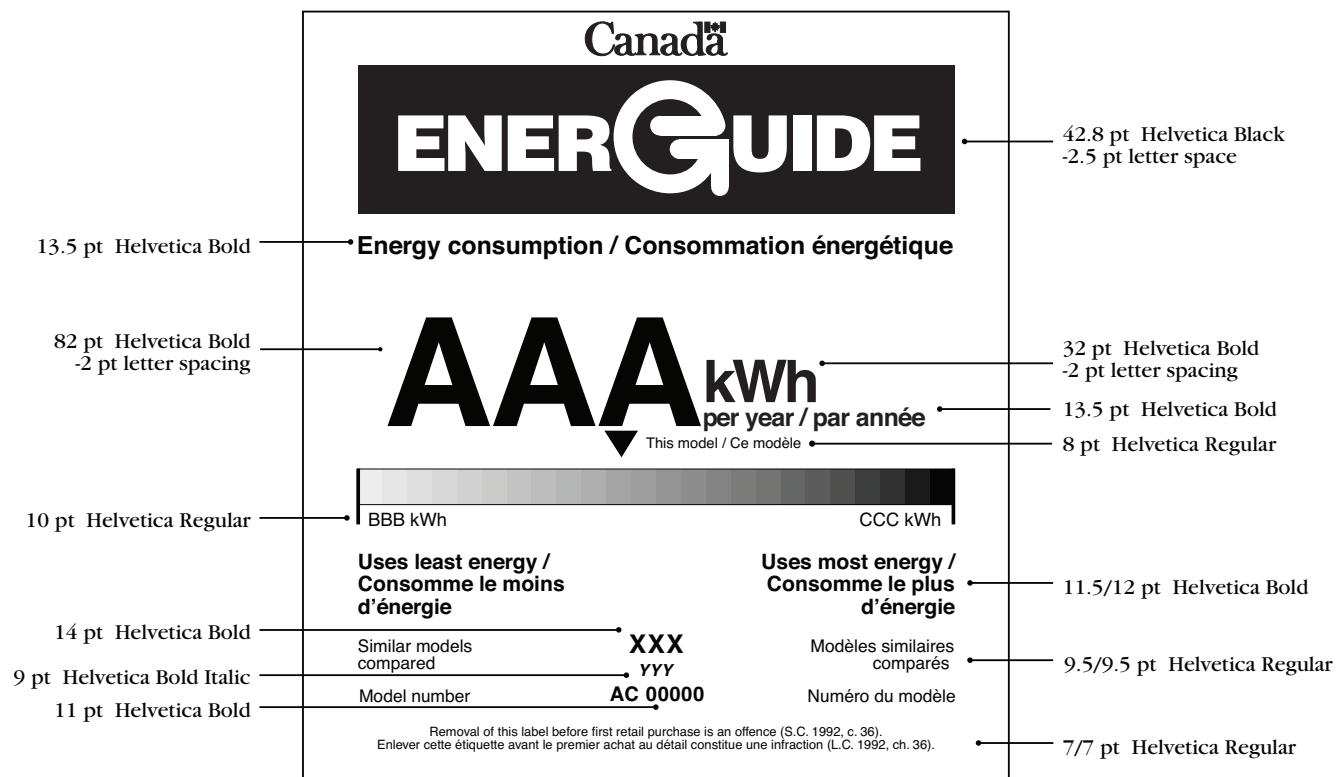 Canada
ENERGUIDE
42.8 pt Helvetica Black
-2.5 pt letter space
13.5 pt Helvetica Bold
Energy consumption / Consommation énergétique
82 pt Helvetica Bold
-2 pt letter spacing
AAA
kWh
per year / par année
32 pt Helvetica Bold
-2 pt letter spacing
13.5 pt Helvetica Bold
This model / Ce modèle
8 pt Helvetica Regular
10 pt Helvetica Regular
BBB kWh
CCC kWh
Uses least energy /
Consomme le moins
d'énergie
Uses most energy /
Consomme le plus
d'énergie
11.5/12 pt Helvetica Bold
14 pt Helvetica Bold
Similar models
compared
XXX
YYY
Modèles similaires
comparés
9.5/9.5 pt Helvetica Regular
9 pt Helvetica Bold Italic
Model number
AC 00000
Numéro du modèle
11 pt Helvetica Bold
Removal of this label before first retail purchase is an offence (S.C. 1992, c. 36).
Enlever cette étiquette avant le premier achat au détail constitue une infraction (L.C. 1992, ch. 36).
7/7 pt Helvetica Regular